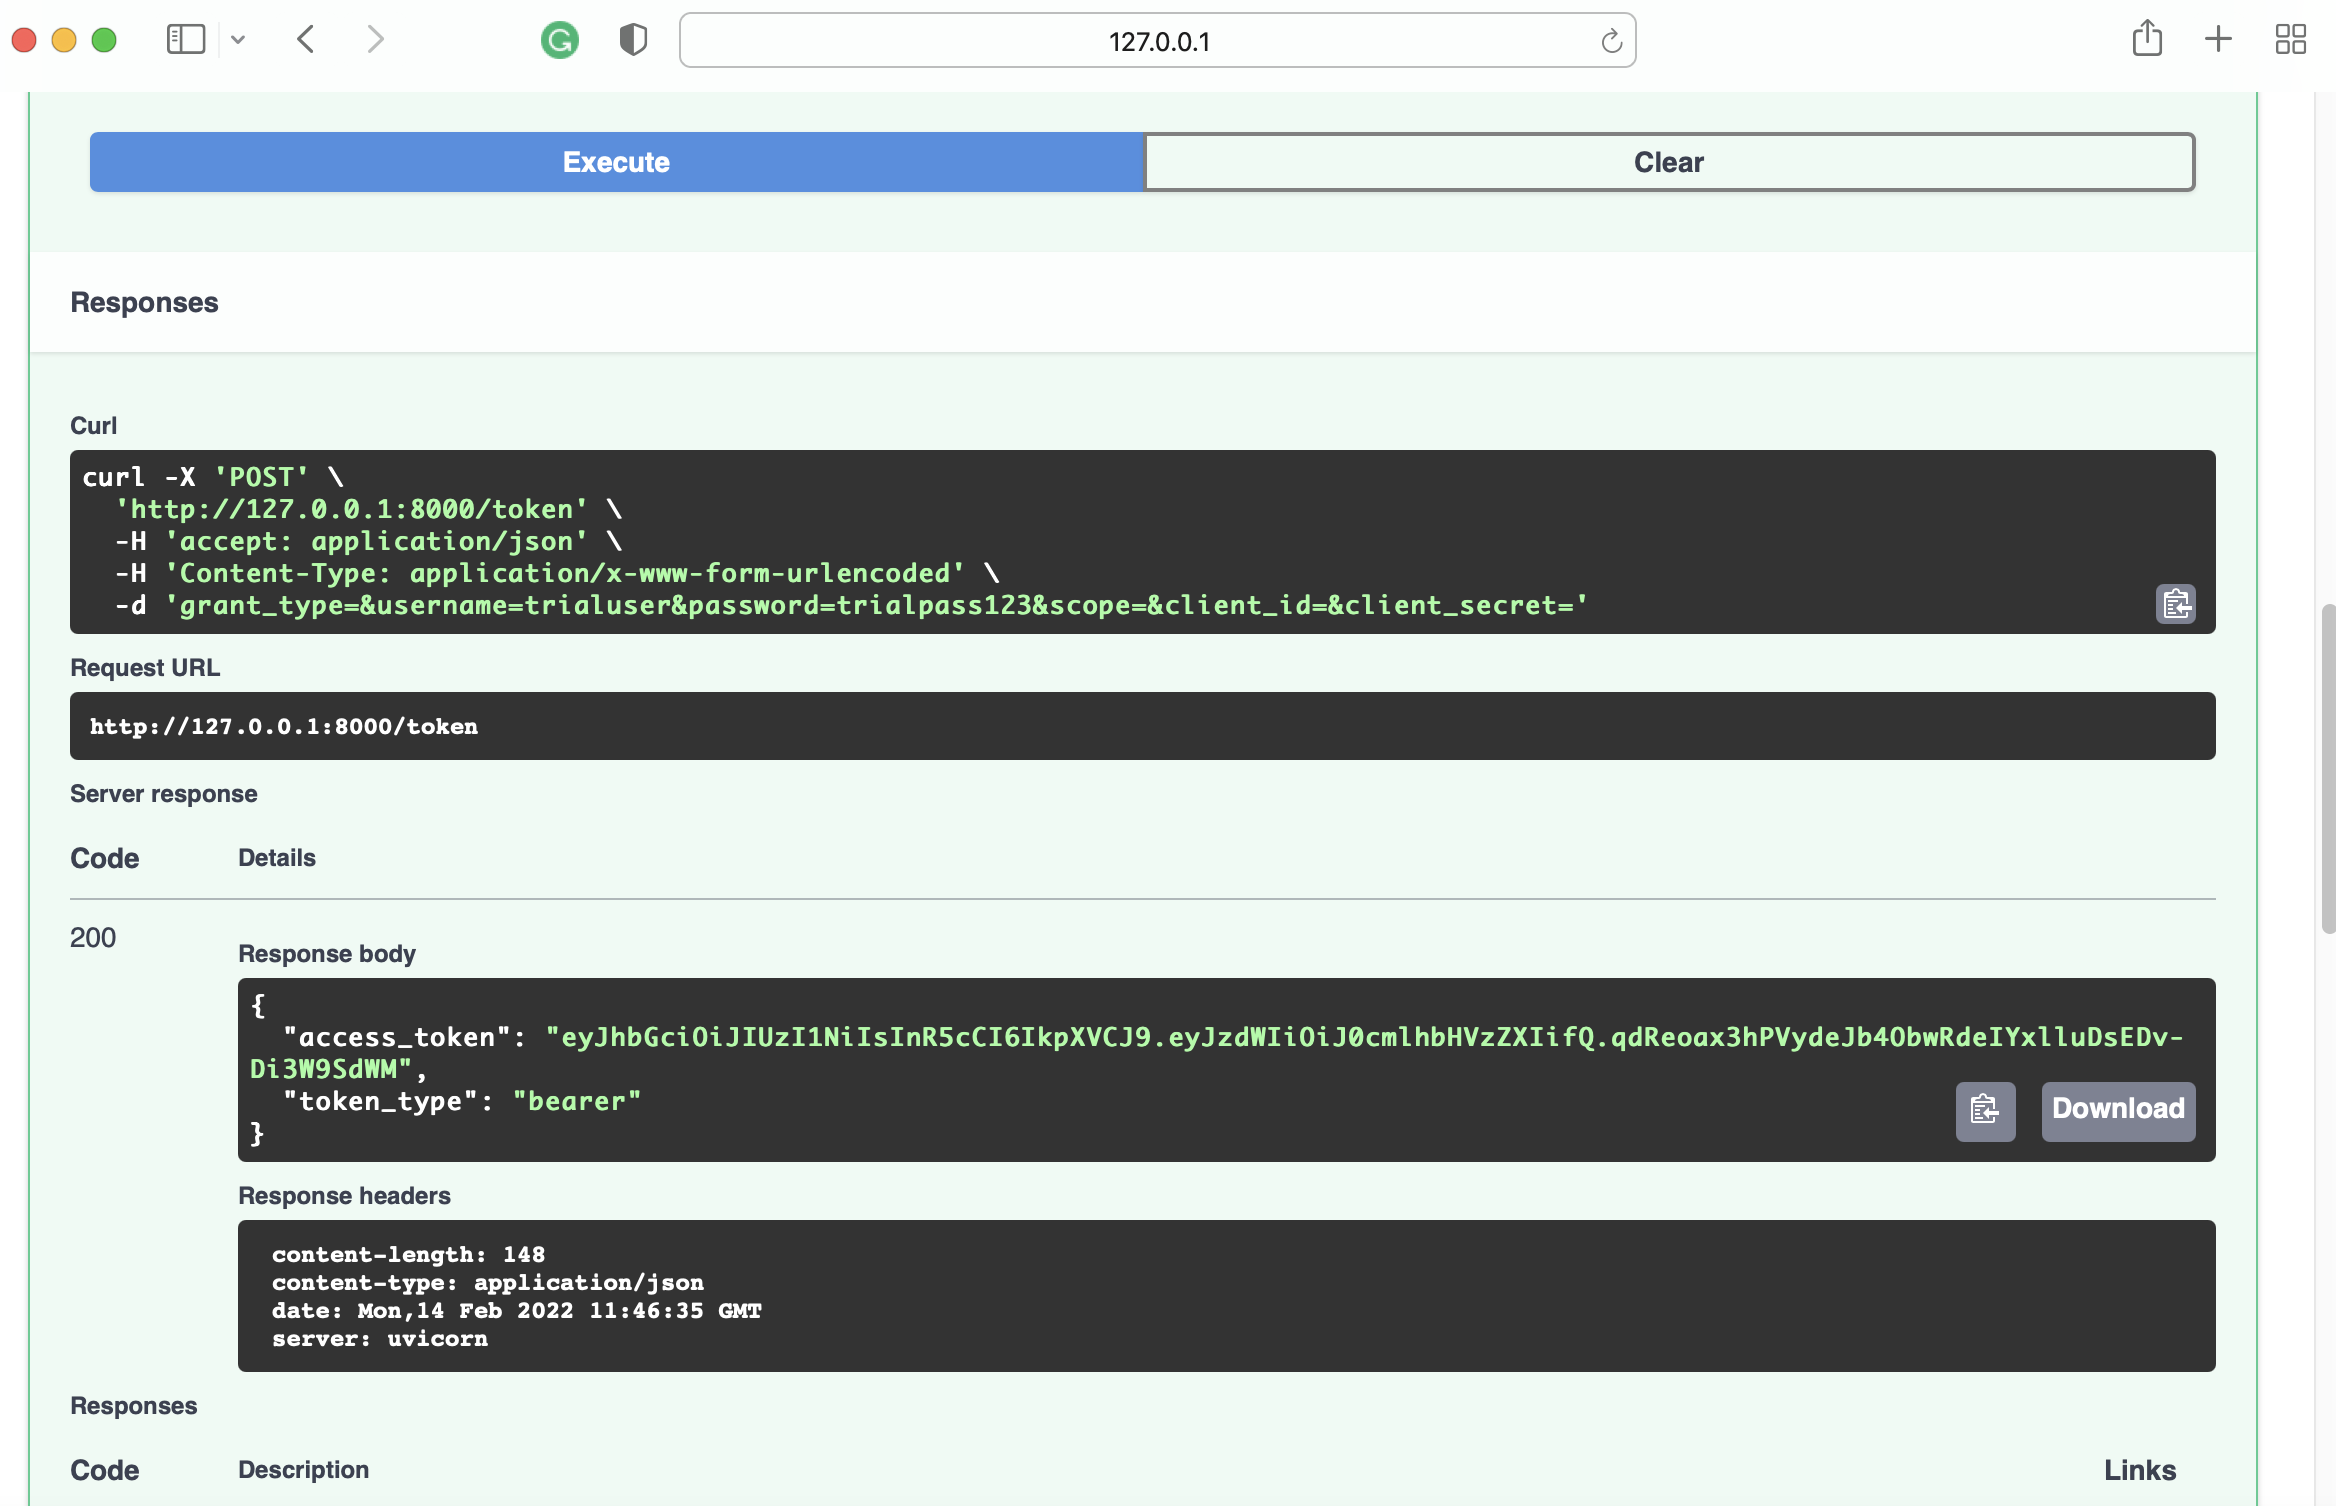 127.0.0.1
Execute
Clear
Responses
Curl
curl -X 'POST' \
  'http://127.0.0.1:8000/token' \
  -H 'accept: application/json' \
  -H 'Content-Type: application/x-www-form-urlencoded' \
  -d 'grant_type=&username=trialuser&password=trialpass123&scope=&client_id=&client_secret='
Request URL
http://127.0.0.1:8000/token
Server response
Code Details
200
Response body
{
  "access_token": "eyJhbGciOiJIUzI1NiIsInR5cCI6IkpXVCJ9.eyJzdWIiOiJ0cmlhbHVzZXIifQ.qdReoax3hPVydeJb4ObwRdeIYxlluDsEDv-
Di3W9SdWM",
  "token_type": "bearer"
}
Download
Response headers
content-length: 148
content-type: application/json
date: Mon,14 Feb 2022 11:46:35 GMT
server: uvicorn
Responses
Code Description Links